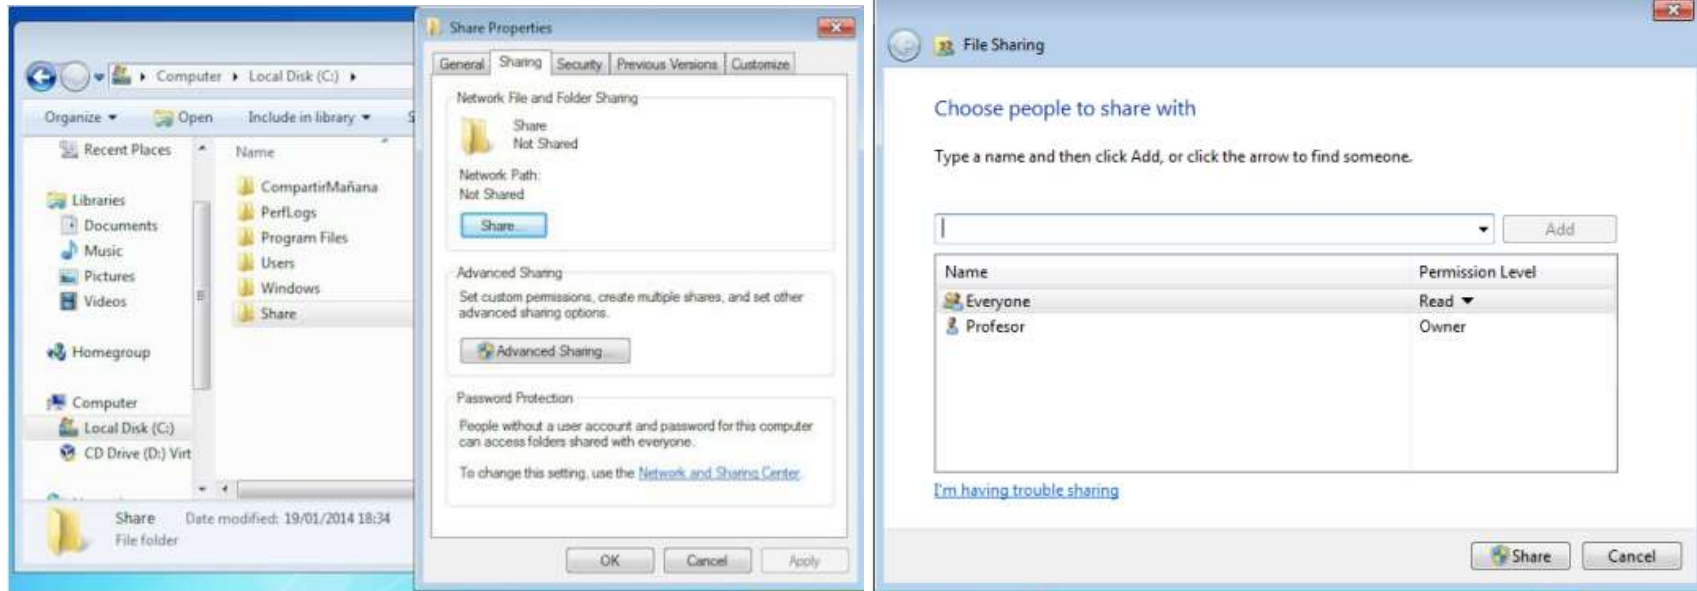 Computer ▸ Local Disk (C:) ▸
Organize
Open
Include in library
Recent Places
Libraries
Documents
Music
Pictures
Videos
Homegroup
Computer
Local Disk (C:)
CD Drive (D:) Virt
Name
CompartirMañana
PerfLogs
Program Files
Users
Windows
Share
Share Date modified: 19/01/2014 18:34
File folder
Share Properties
General Sharing Security Previous Versions Customize
Network File and Folder Sharing
Share
Not Shared
Network Path:
Not Shared
Share...
Advanced Sharing
Set custom permissions, create multiple shares, and set other
advanced sharing options.
Advanced Sharing...
Password Protection
People without a user account and password for this computer
can access folders shared with everyone.
To change this setting, use the Network and Sharing Center.
OK Cancel Apply
File Sharing
Choose people to share with
Type a name and then click Add, or click the arrow to find someone.
Add
Name Permission Level
Everyone Read
Profesor Owner
I'm having trouble sharing
Share Cancel